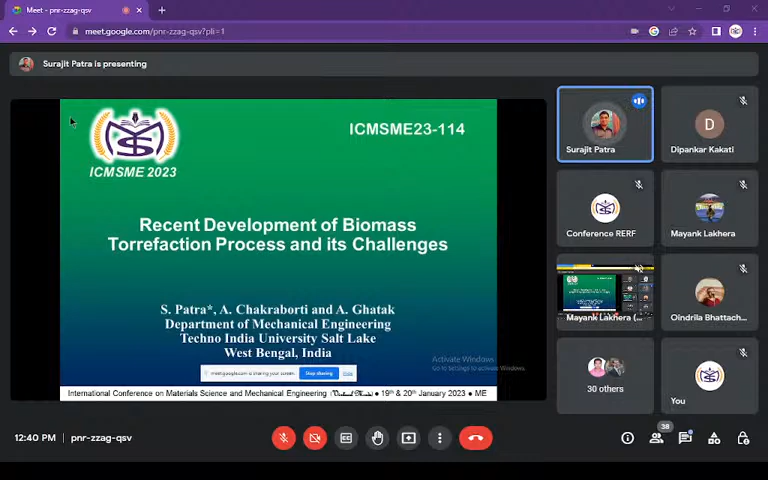 Meet - pnr-zzag-qsv
meet.google.com/pnr-zzag-qsv?pli=1
Surajit Patra is presenting
ICMSME 2023
ICMSME23-114
Recent Development of Biomass
Torrefaction Process and its Challenges
S. Patra*, A. Chakraborti and A. Ghatak
Department of Mechanical Engineering
Techno India University Salt Lake
West Bengal, India
Activate Windows
Go to Settings to activate Windows.
meet.google.com is sharing your screen.
Stop sharing
Hide
International Conference on Materials Science and Mechanical Engineering
● 19th & 20th January 2023 ● ME
Surajit Patra
D
Dipankar Kakati
Conference RERF
Mayank Lakhera
Mayank Lakhera (...
Oindrila Bhattach...
30 others
You
12:40 PM | pnr-zzag-qsv
38